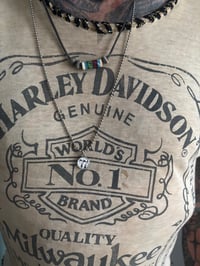 HARLEY DAVIDSON
GENUINE
WORLD'S
No.1
BRAND
QUALITY
Milwaukee